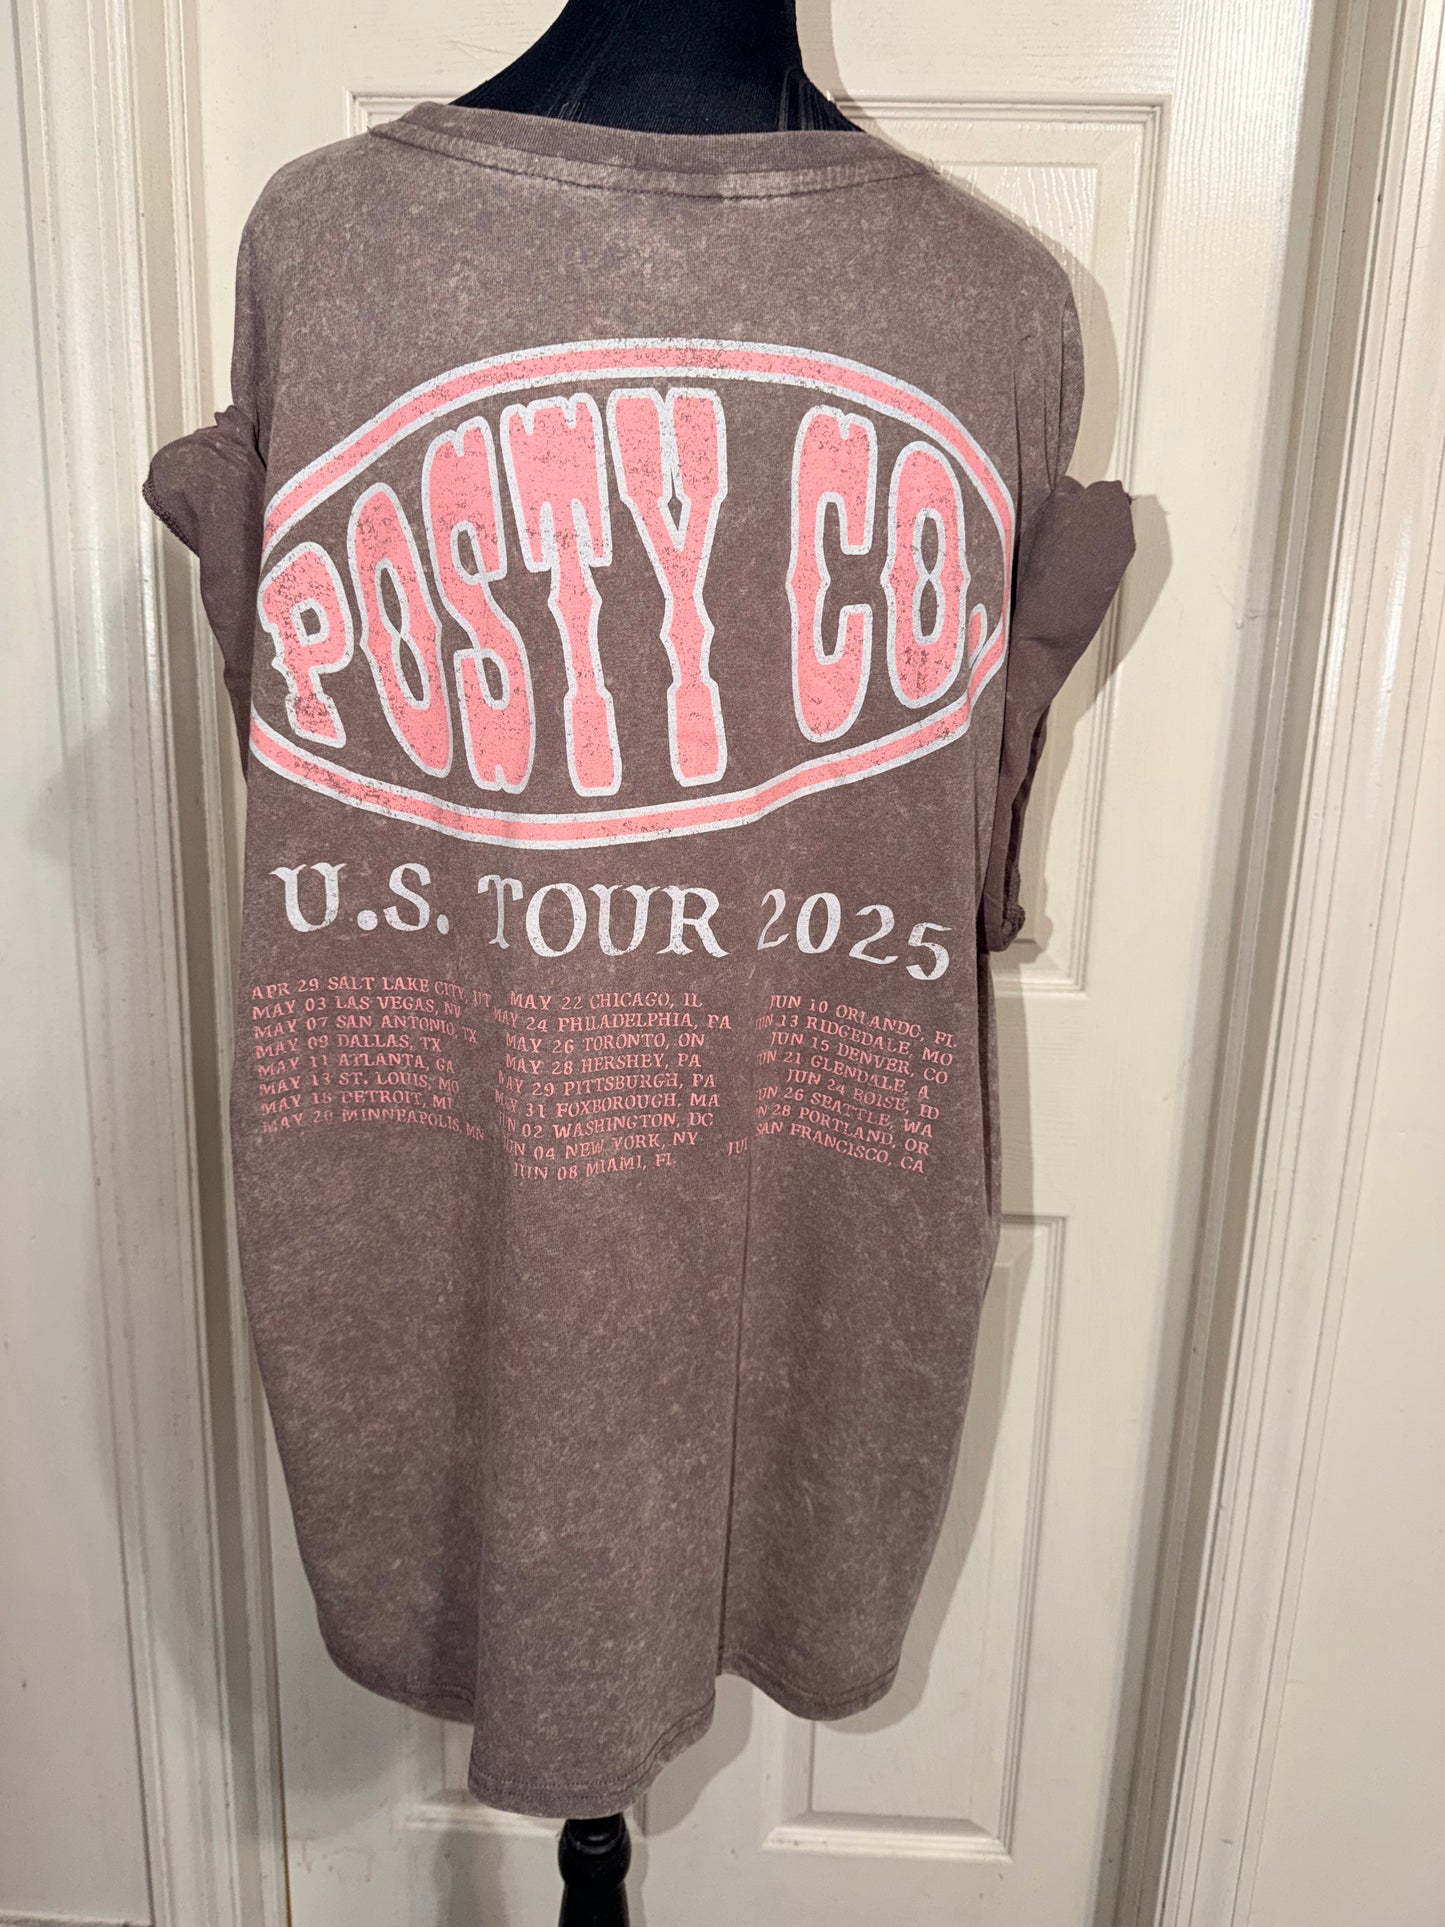 POSTY CO.
U.S. TOUR 2025
APR 29 SALT LAKE CITY, UT
MAY 03 LAS VEGAS, NV
MAY 07 SAN ANTONIO, TX
MAY 09 DALLAS, TX
MAY 11 ATLANTA, GA
MAY 13 ST. LOUIS, MO
MAY 18 DETROIT, MI
MAY 20 MINNEAPOLIS, MN
MAY 22 CHICAGO, IL
MAY 24 PHILADELPHIA, PA
MAY 26 TORONTO, ON
MAY 28 HERSHEY, PA
MAY 29 PITTSBURGH, PA
MAY 31 FOXBOROUGH, MA
JUN 02 WASHINGTON, DC
JUN 04 NEW YORK, NY
JUN 08 MIAMI, FL
JUN 10 ORLANDO, FL
JUN 13 RIDGEDALE, MO
JUN 15 DENVER, CO
JUN 21 GLENDALE, A
JUN 24 BOISE, ID
JUN 26 SEATTLE, WA
JUN 28 PORTLAND, OR
SAN FRANCISCO, CA